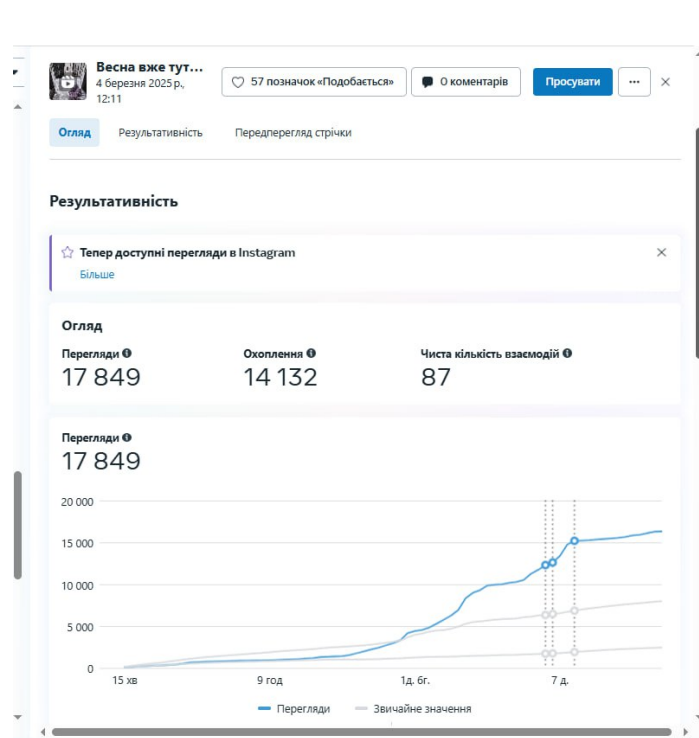 Весна вже тут...
4 березня 2025 р.,
12:11
57 позначок «Подобається»
0 коментарів
Просувати
...
Огляд
Результативність
Передперегляд стрічки
Результативність
Тепер доступні перегляди в Instagram
Більше
Огляд
Перегляди
Охоплення
Чиста кількість взаємодій
17 849
14 132
87
Перегляди
17 849
20 000
15 000
10 000
5 000
0
15 хв
9 год
1д. 6г.
7 д.
Перегляди
Звичайне значення